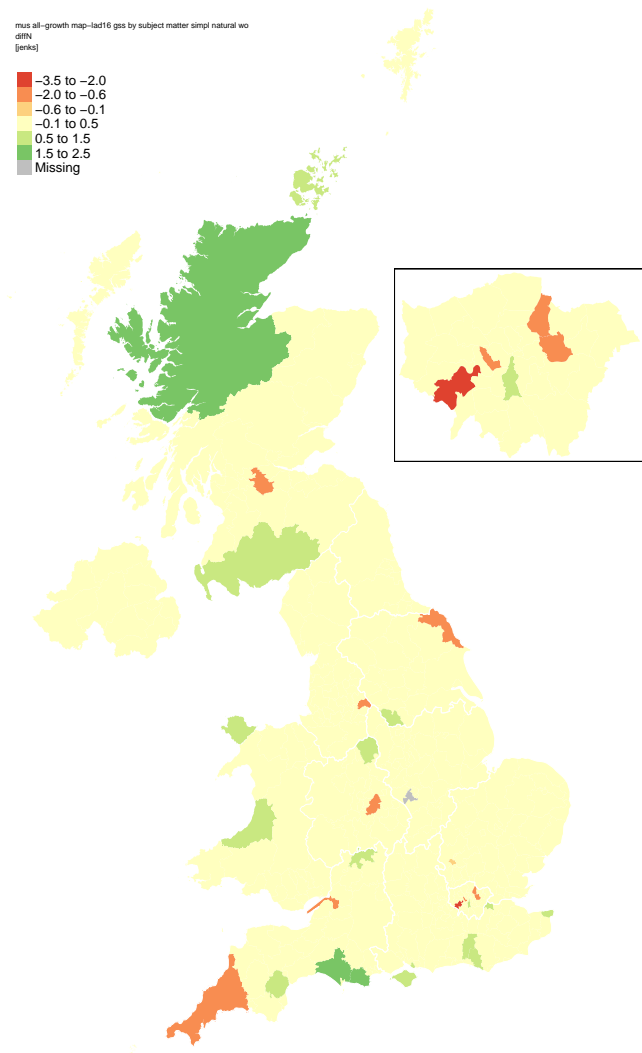 mus all−growth map−lad16 gss by subject matter simpl natural wo
diffN
[jenks]
−3.5 to −2.0
−2.0 to −0.6
−0.6 to −0.1
−0.1 to 0.5
0.5 to 1.5
1.5 to 2.5
Missing